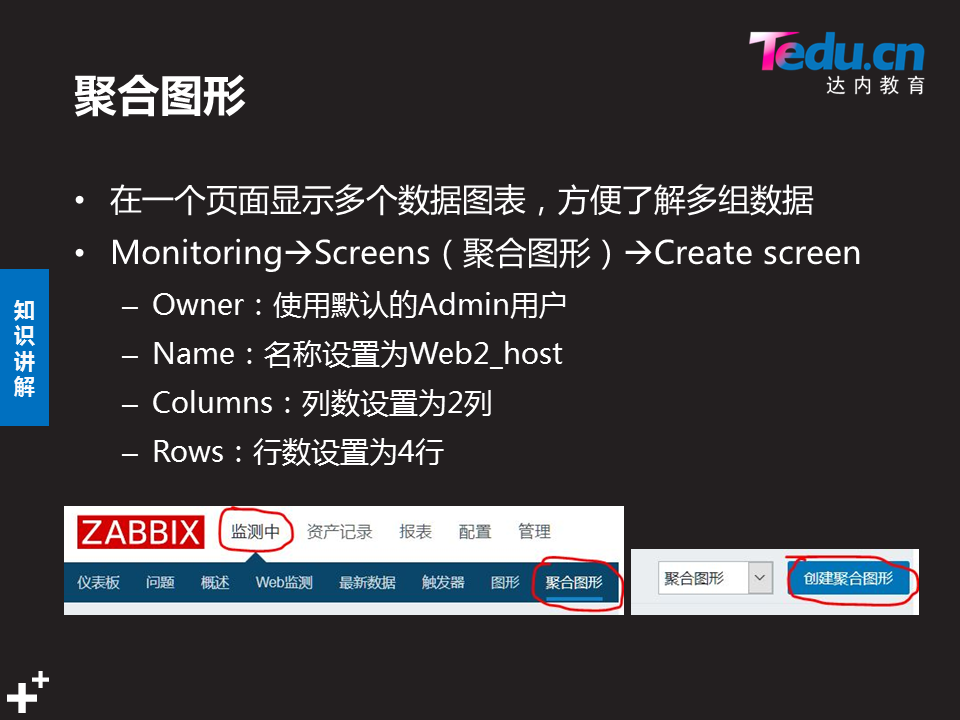 Tedu.cn
达内教育
聚合图形
• 在一个页面显示多个数据图表，方便了解多组数据
• Monitoring→Screens（聚合图形）→Create screen
– Owner：使用默认的Admin用户
– Name：名称设置为Web2_host
– Columns：列数设置为2列
– Rows：行数设置为4行
知识讲解
ZABBIX 监测中 资产记录 报表 配置 管理
仪表板 问题 概述 Web监测 最新数据 触发器 图形 聚合图形
聚合图形 创建聚合图形